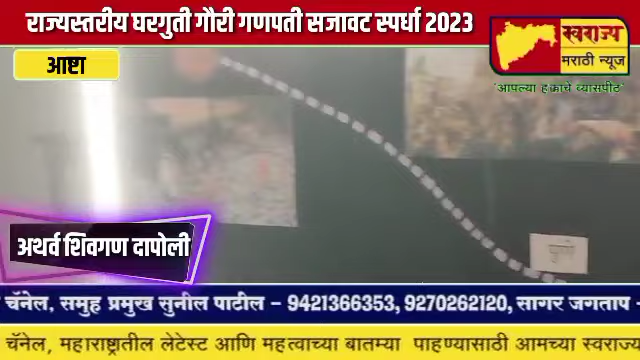 राज्यस्तरीय घरगुती गौरी गणपती सजावट स्पर्धा 2023
स्वराज्य
मराठी न्यूज
आपल्या हक्काचे व्यासपीठ
आष्टा
अथर्व शिवगण दापोली
चॅनेल, समुह प्रमुख सुनील पाटील - 9421366353, 9270262120, सागर जगताप -
चॅनेल, महाराष्ट्रातील लेटेस्ट आणि महत्वाच्या बातम्या पाहण्यासाठी आमच्या स्वराज्य